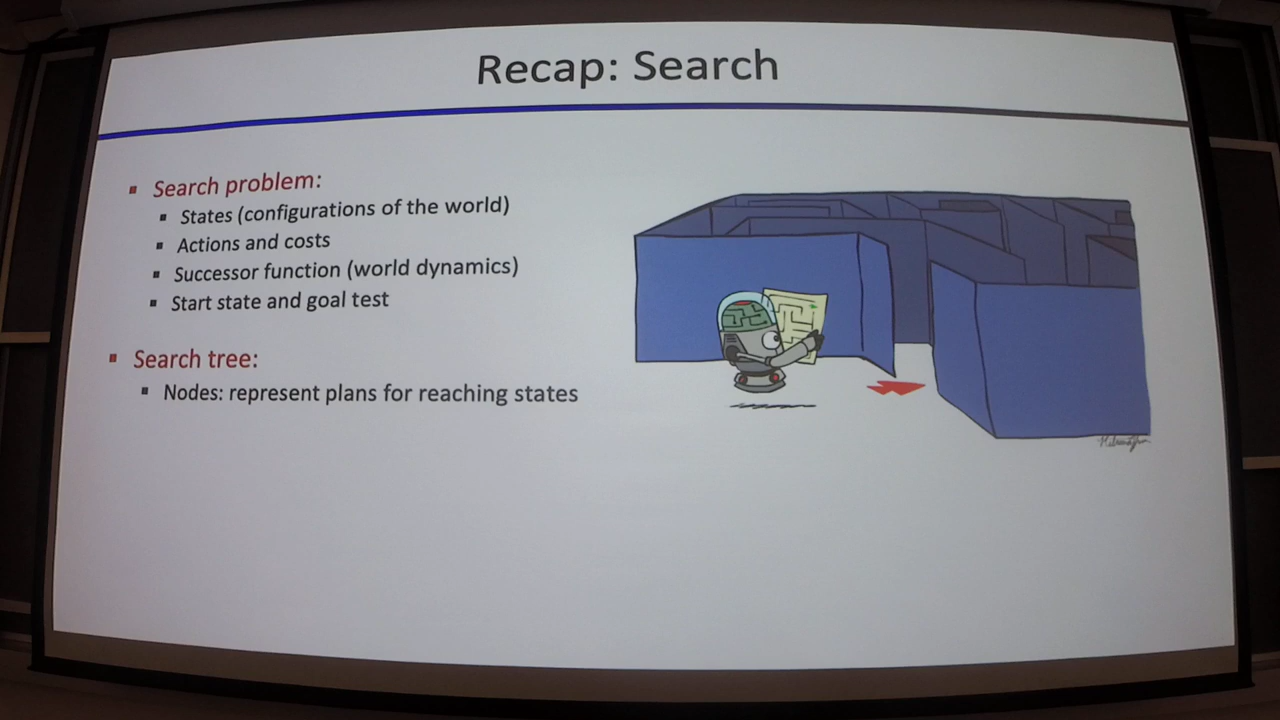 Recap: Search
▪ Search problem:
▪ States (configurations of the world)
▪ Actions and costs
▪ Successor function (world dynamics)
▪ Start state and goal test
▪ Search tree:
▪ Nodes: represent plans for reaching states